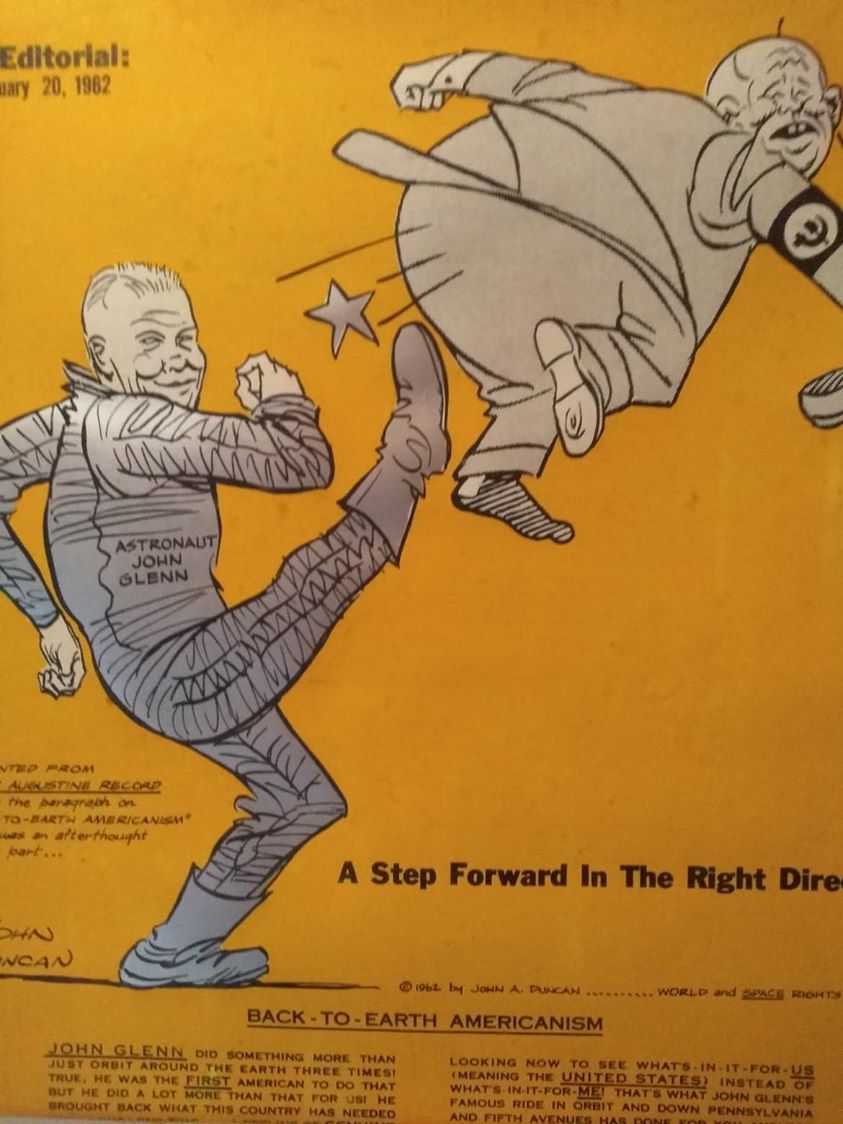 Editorial:
uary 20, 1962
ASTRONAUT
JOHN
GLENN
NTED FROM
AUGUSTINE RECORD
the paragraph on
TO-EARTH AMERICANISM"
was an afterthought
part...
OHN
NCAN
A Step Forward In The Right Dire
© 1962 by JOHN A. DUNCAN .......... WORLD and SPACE RIGHTS
BACK-TO-EARTH AMERICANISM
JOHN GLENN DID SOMETHING MORE THAN
JUST ORBIT AROUND THE EARTH THREE TIMES!
TRUE, HE WAS THE FIRST AMERICAN TO DO THAT
BUT HE DID A LOT MORE THAN THAT FOR US! HE
BROUGHT BACK WHAT THIS COUNTRY HAS NEEDED
LOOKING NOW TO SEE WHAT'S-IN-IT-FOR-US
(MEANING THE UNITED STATES) INSTEAD OF
WHAT'S-IN-IT-FOR-ME! THAT'S WHAT JOHN GLENN'S
FAMOUS RIDE IN ORBIT AND DOWN PENNSYLVANIA
AND FIFTH AVENUES HAS DONE FOR YOU